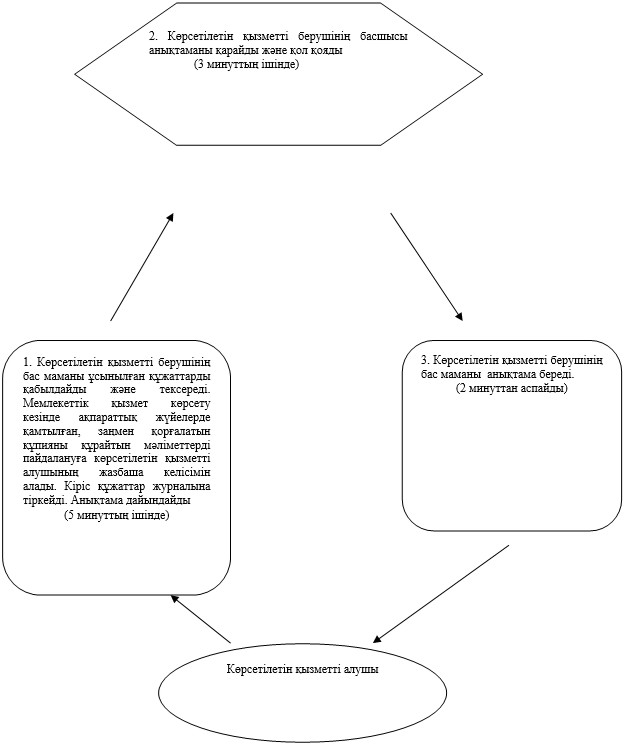 2. Көрсетілетін қызметті берушінің басшысы
анықтаманы қарайды және қол қояды
(3 минуттың ішінде)
1. Көрсетілетін қызметті берушінің
бас маманы ұсынылған құжаттарды
қабылдайды және тексереді.
Мемлекеттік қызмет көрсету
кезінде ақпараттық жүйелерде
қамтылған, заңмен қорғалатын
құпияны құрайтын мәліметтерді
пайдалануға көрсетілетін қызметті
алушының жазбаша келісімін
алады. Кіріс құжаттар журналына
тіркейді. Анықтама дайындайды
(5 минуттың ішінде)
3. Көрсетілетін қызметті берушінің
бас маманы анықтама береді.
(2 минуттан аспайды)
Көрсетілетін қызметті алушы